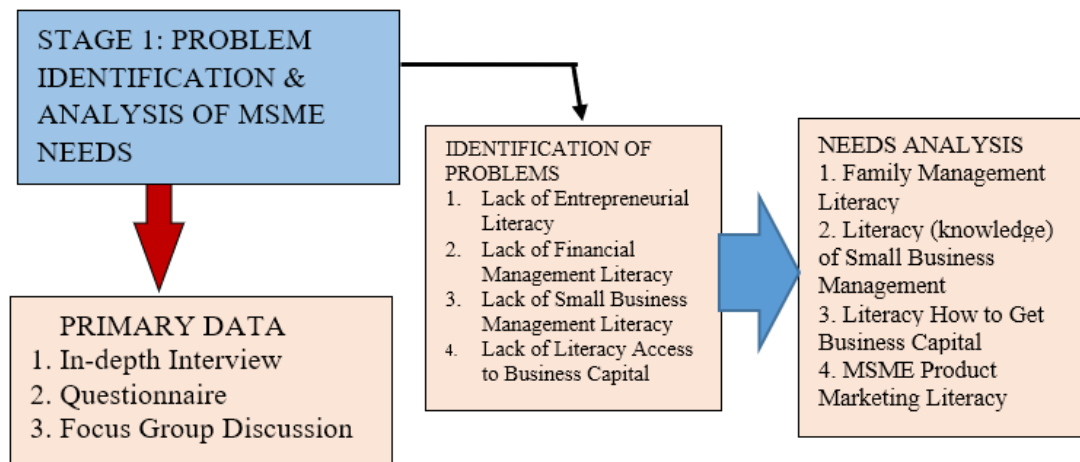 STAGE 1: PROBLEM
IDENTIFICATION &
ANALYSIS OF MSME
NEEDS
PRIMARY DATA
1. In-depth Interview
2. Questionnaire
3. Focus Group Discussion
IDENTIFICATION OF
PROBLEMS
1. Lack of Entrepreneurial
Literacy
2. Lack of Financial
Management Literacy
3. Lack of Small Business
Management Literacy
4. Lack of Literacy Access
to Business Capital
NEEDS ANALYSIS
1. Family Management
Literacy
2. Literacy (knowledge)
of Small Business
Management
3. Literacy How to Get
Business Capital
4. MSME Product
Marketing Literacy